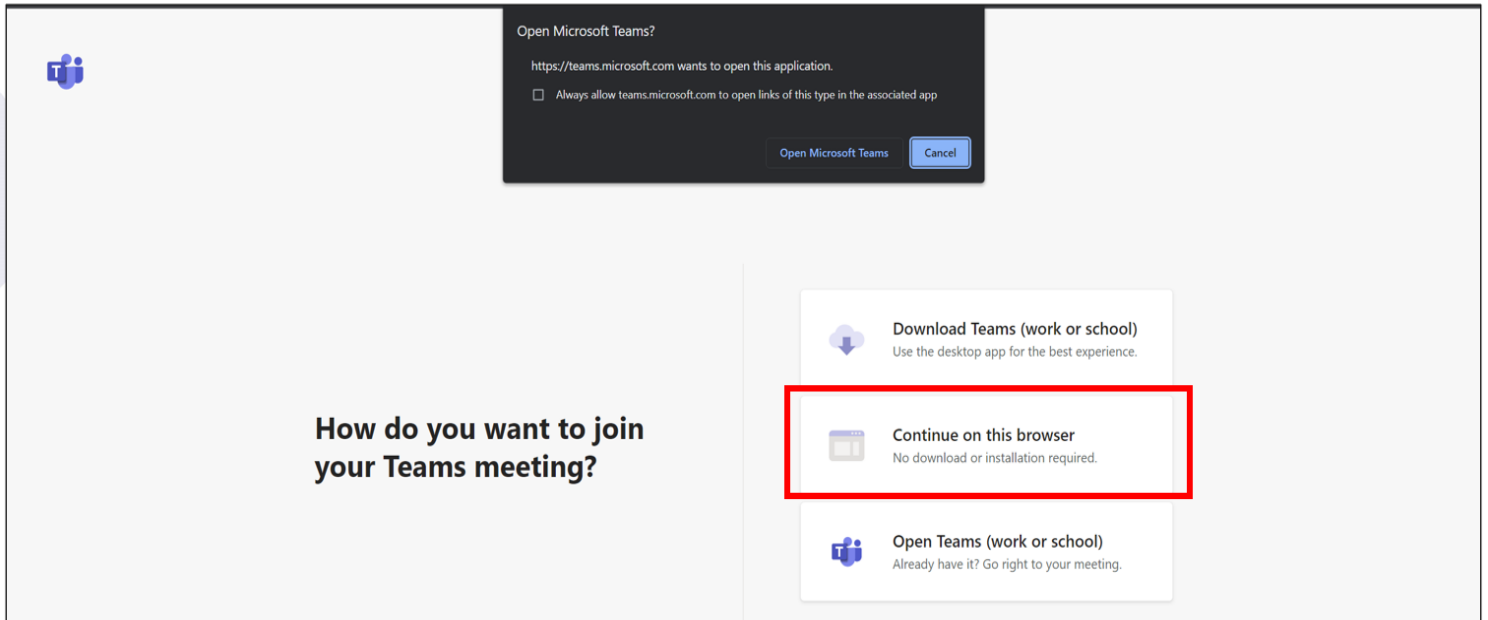 Open Microsoft Teams?
https://teams.microsoft.com wants to open this application.
Always allow teams.microsoft.com to open links of this type in the associated app
Open Microsoft Teams
Cancel
T
How do you want to join
your Teams meeting?
Download Teams (work or school)
Use the desktop app for the best experience.
Continue on this browser
No download or installation required.
T
Open Teams (work or school)
Already have it? Go right to your meeting.